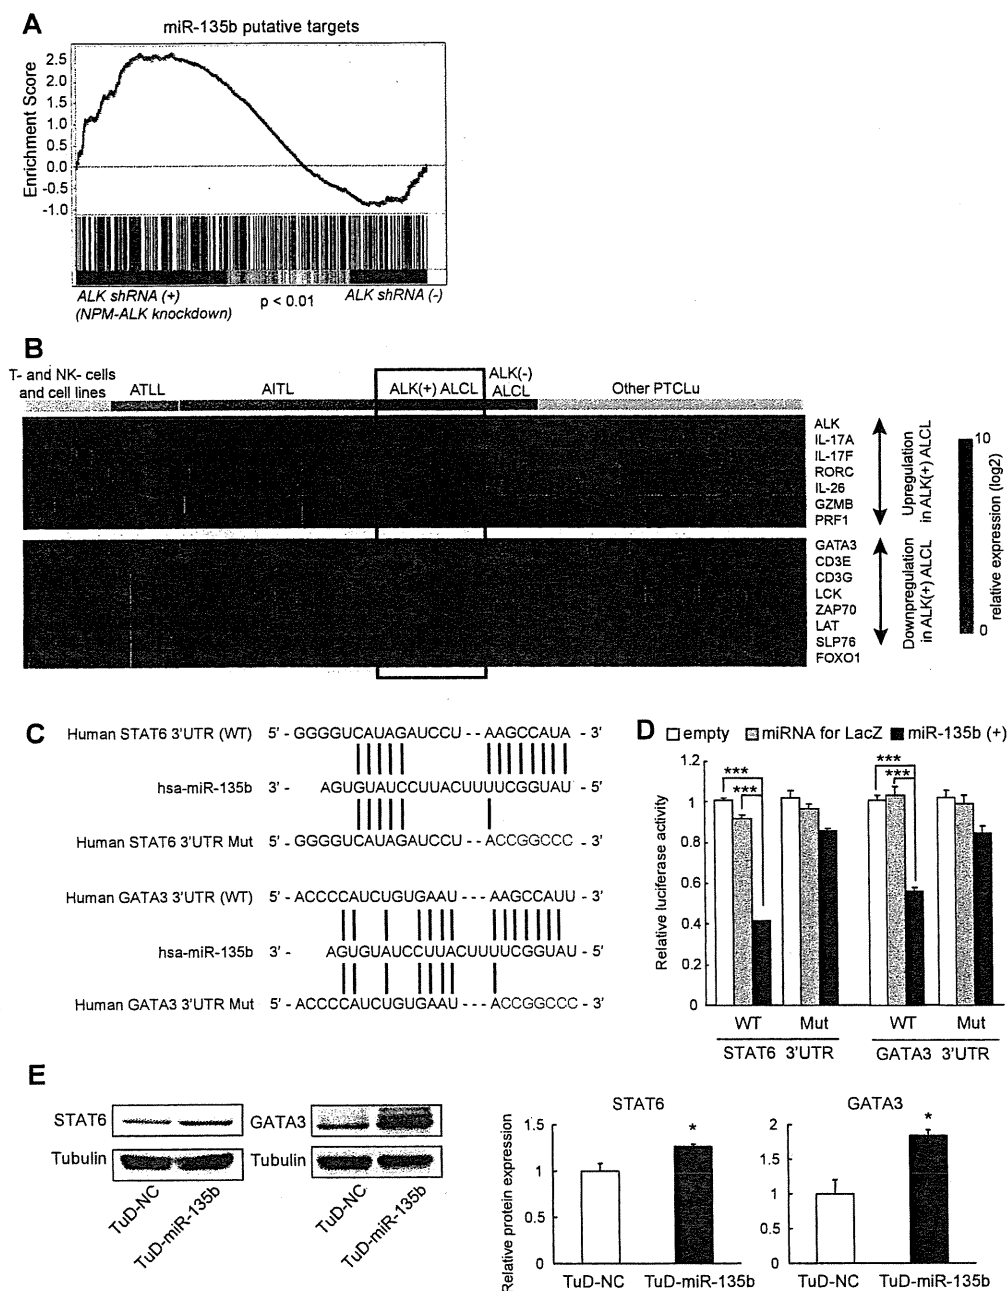 A
miR-135b putative targets
Enrichment Score
2.5
2.0
1.5
1.0
0.5
0.0
-0.5
-1.0
ALK shRNA (+)
(NPM-ALK knockdown)
p < 0.01
ALK shRNA (-)
B
T- and NK- cells
and cell lines
ATLL
AITL
ALK(+) ALCL
ALK(-)
ALCL
Other PTCLu
ALK
IL-17A
IL-17F
RORC
IL-26
GZMB
PRF1
Upregulation
in ALK(+) ALCL
GATA3
CD3E
CD3G
LCK
ZAP70
LAT
SLP76
FOXO1
Downpregulation
in ALK(+) ALCL
10
0
relative expression (log2)
C
Human STAT6 3'UTR (WT) 5' - GGGGUCAUAGAUCCU - - - AAGCCAUA - 3'
hsa-miR-135b 3' - AGUGUAUCCUUACUUUUCGGUAU - 5'
Human STAT6 3'UTR Mut 5' - GGGGUCAUAGAUCCU - - - ACCGGCCC - 3'
Human GATA3 3'UTR (WT) 5' - ACCCCAUCUGUGAAU - - - - AAGCCAUU - 3'
hsa-miR-135b 3' - AGUGUAUCCUUACUUUUCGGUAU - 5'
Human GATA3 3'UTR Mut 5' - ACCCCAUCUGUGAAU - - - - ACCGGCCC - 3'
D
empty miRNA for LacZ miR-135b (+)
Relative luciferase activity
1.2
1
0.8
0.6
0.4
0.2
0
***
***
***
***
WT Mut WT Mut
STAT6 3'UTR GATA3 3'UTR
E
STAT6
Tubulin
TuD-NC
TuD-miR-135b
GATA3
Tubulin
TuD-NC
TuD-miR-135b
Relative protein expression
STAT6
1.5
1
0.5
0
*
TuD-NC TuD-miR-135b
GATA3
2
1.5
1
0.5
0
*
TuD-NC TuD-miR-135b